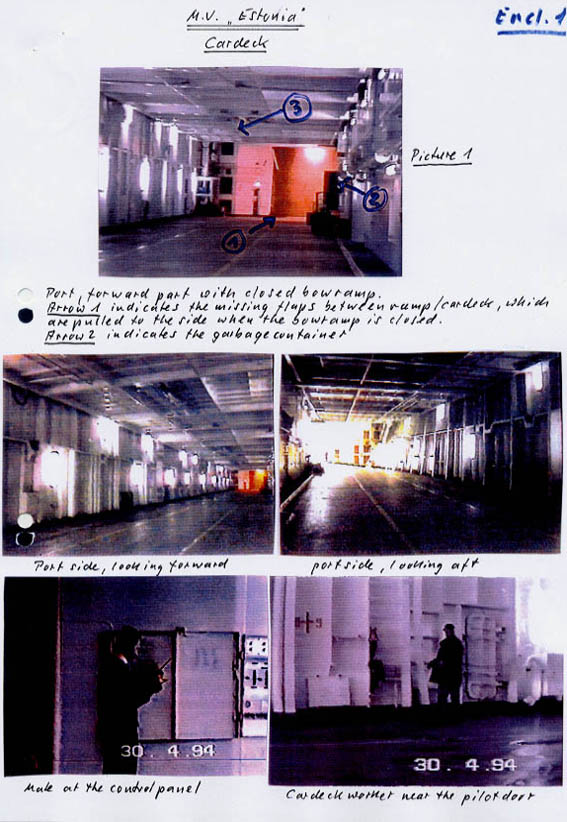 M.V. „Estonia"
Encl. 1
Cardeck
3
Picture 1
2
1
Port, forward part with closed bowramp.
Arrow 1 indicates the missing flaps between ramp/cardeck, which
are pulled to the side when the bowramp is closed.
Arrow 2 indicates the garbagecontainer
Port side, looking forward
portside, looking aft
30. 4.94
30. 4.94
Mate at the controlpanel
Cardeck worker near the pilotdoor